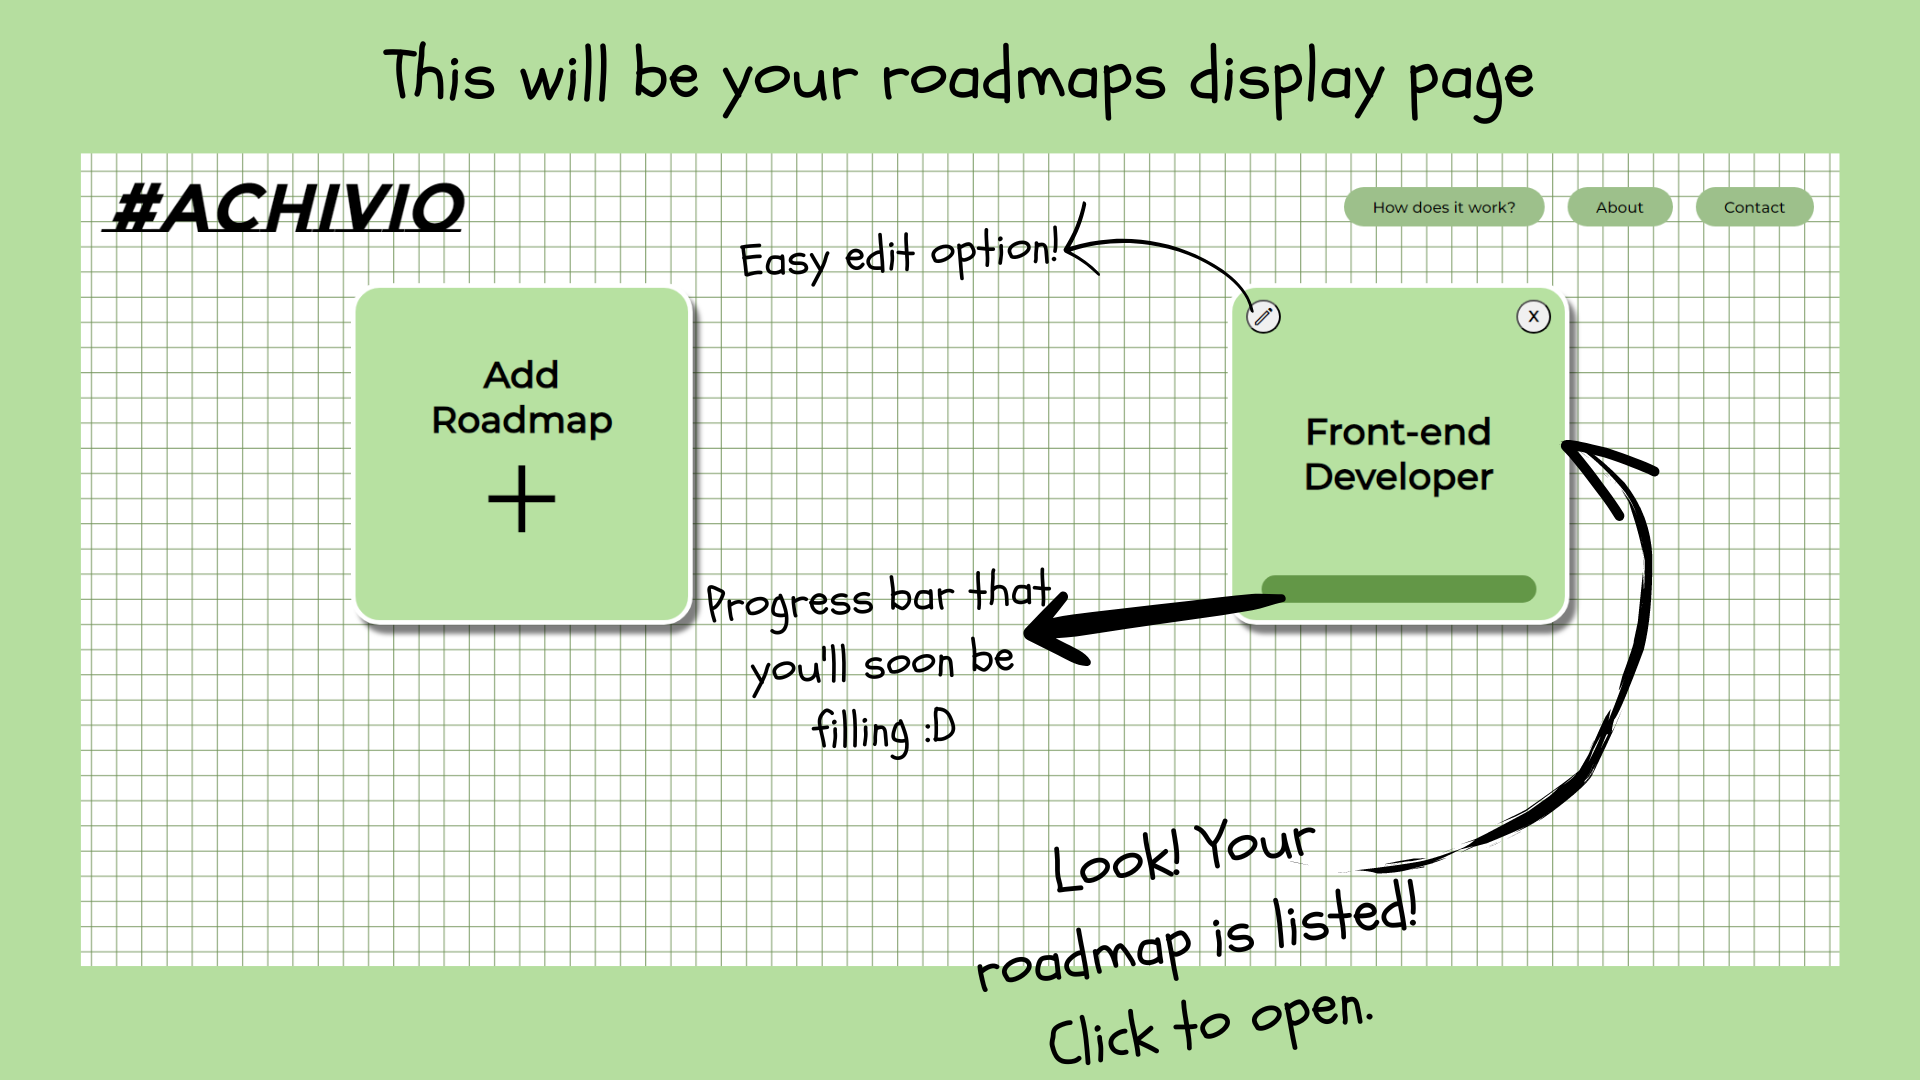 This will be your roadmaps display page
#ACHIVIO
How does it work?
About
Contact
Easy edit option!
Add
Roadmap
X
Front-end
Developer
Progress bar that
you'll soon be
filling :D
Look! Your
roadmap is listed!
Click to open.